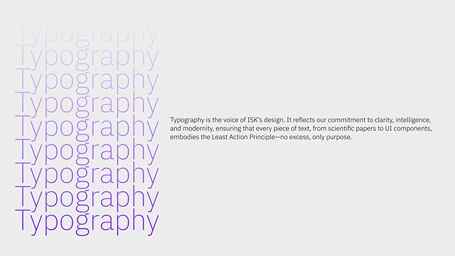 Typography
Typography
Typography
Typography
Typography
Typography
Typography
Typography
Typography
Typography is the voice of ISK's design. It reflects our commitment to clarity, intelligence,
and modernity, ensuring that every piece of text, from scientific papers to UI components,
embodies the Least Action Principle—no excess, only purpose.